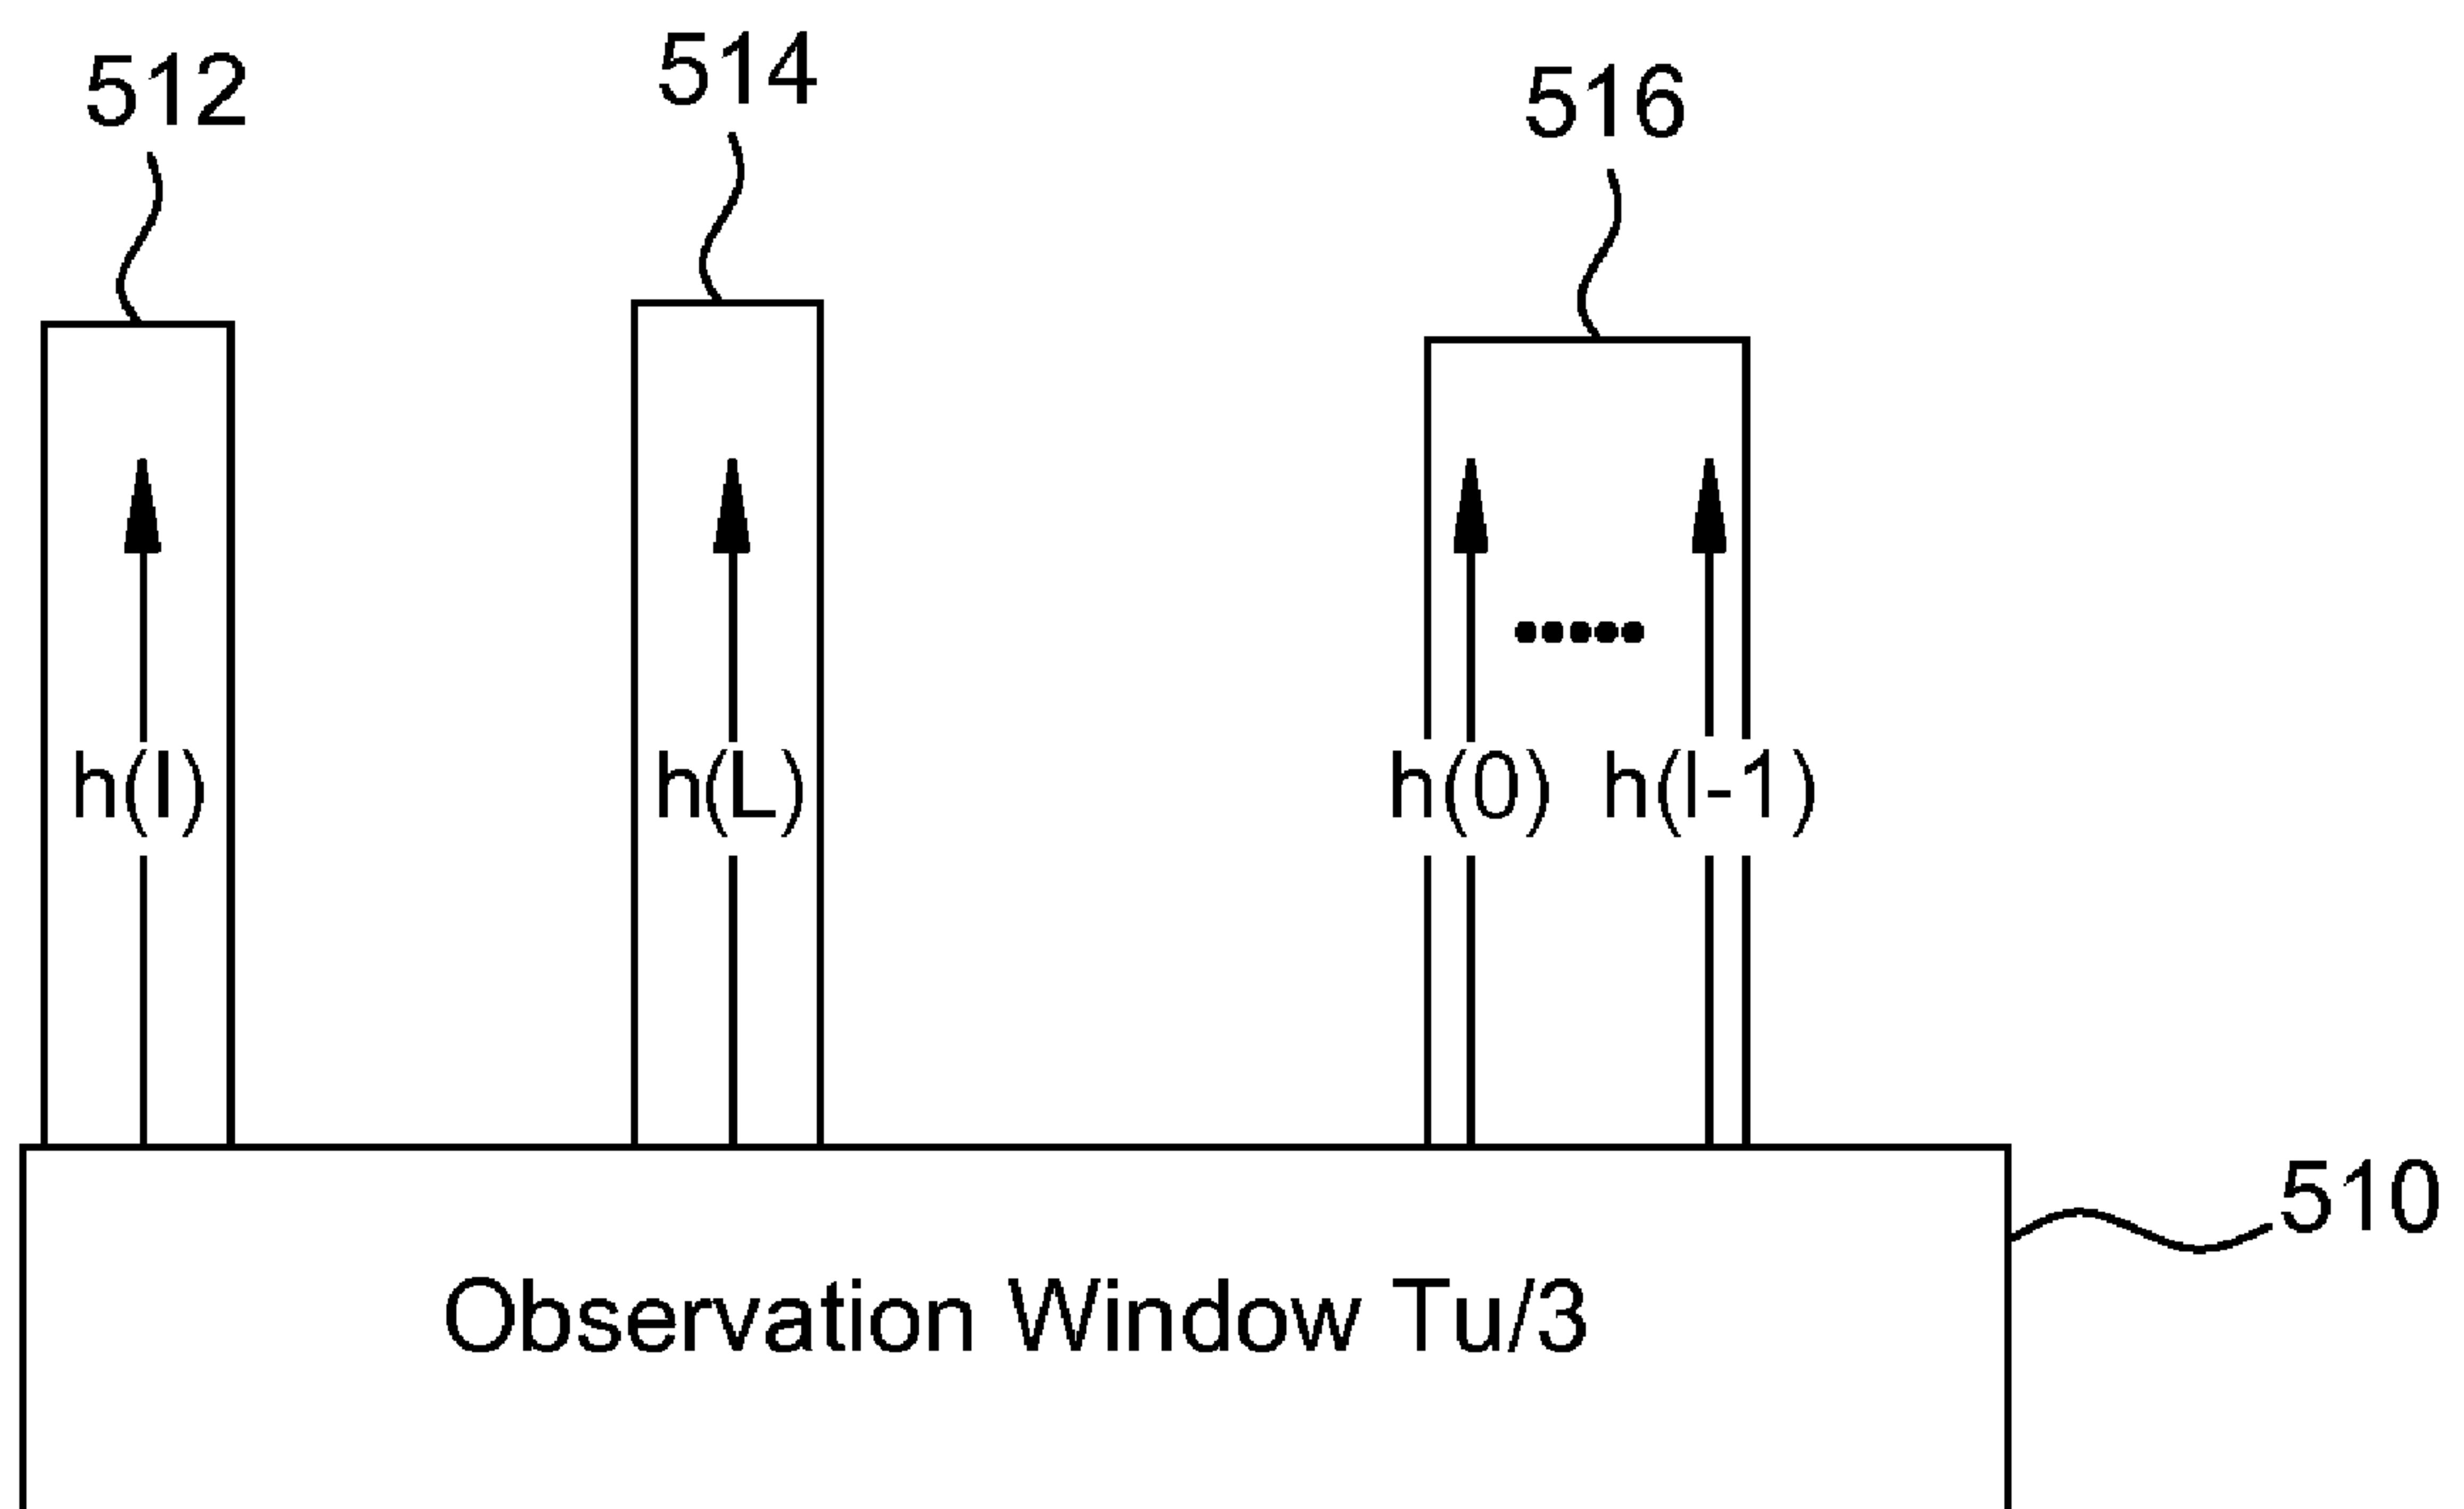 512
514
516
h(l)
h(L)
h(0)
h(l-1)
510
Observation Window Tu/3